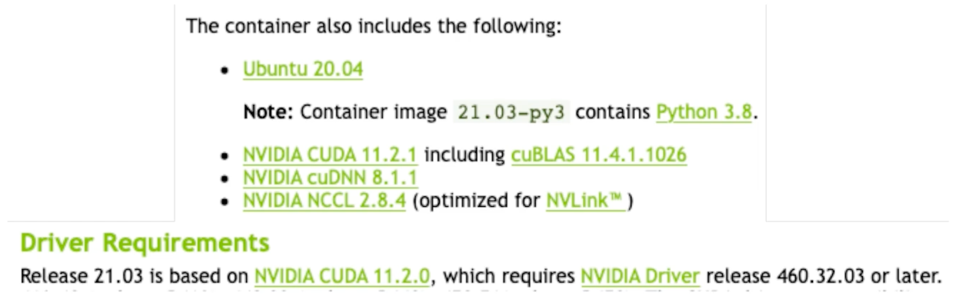 The container also includes the following:
• Ubuntu 20.04
Note: Container image 21.03-py3 contains Python 3.8.
• NVIDIA CUDA 11.2.1 including cuBLAS 11.4.1.1026
• NVIDIA cuDNN 8.1.1
• NVIDIA NCCL 2.8.4 (optimized for NVLink™)
Driver Requirements
Release 21.03 is based on NVIDIA CUDA 11.2.0, which requires NVIDIA Driver release 460.32.03 or later.